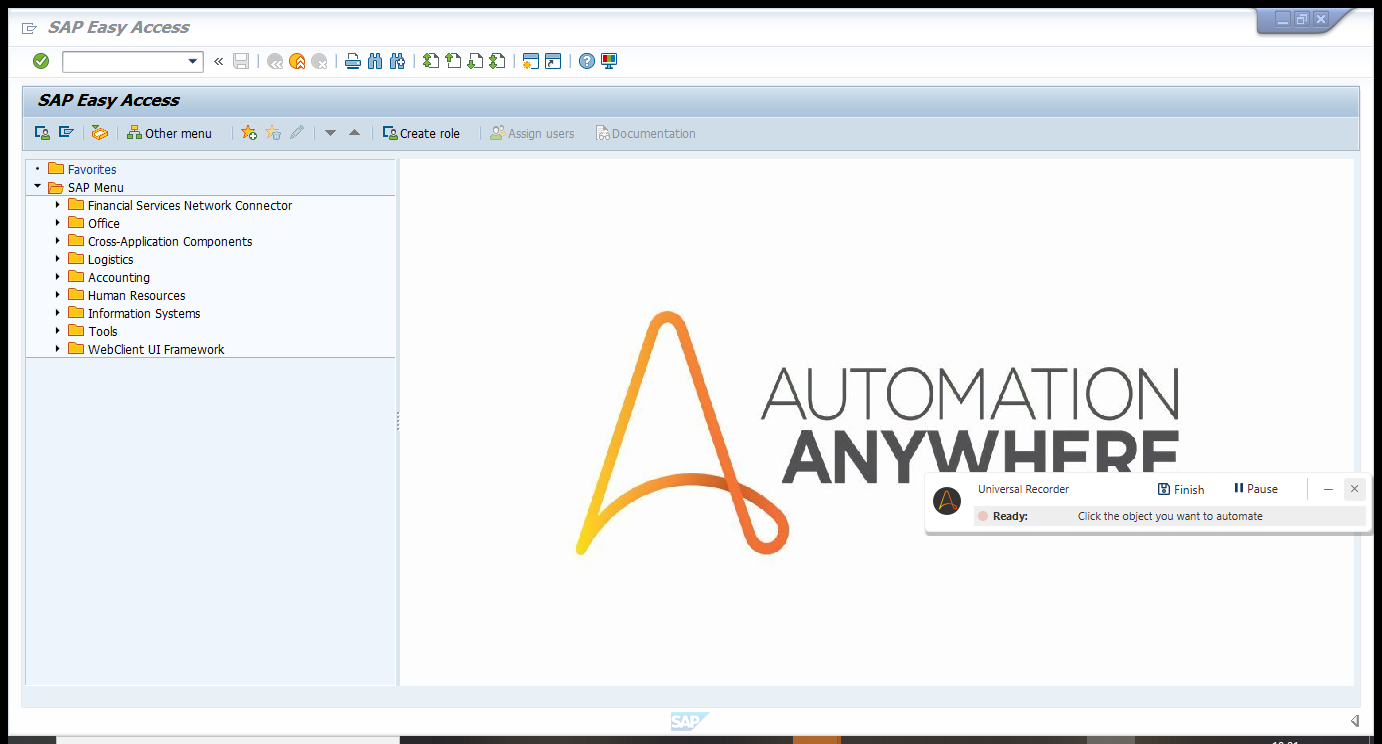 SAP Easy Access
SAP Easy Access
Other menu
Create role
Assign users
Documentation
Favorites
SAP Menu
Financial Services Network Connector
Office
Cross-Application Components
Logistics
Accounting
Human Resources
Information Systems
Tools
WebClient UI Framework
AUTOMATION
ANYWHERE
Universal Recorder
Finish
Pause
Ready:
Click the object you want to automate
SAP